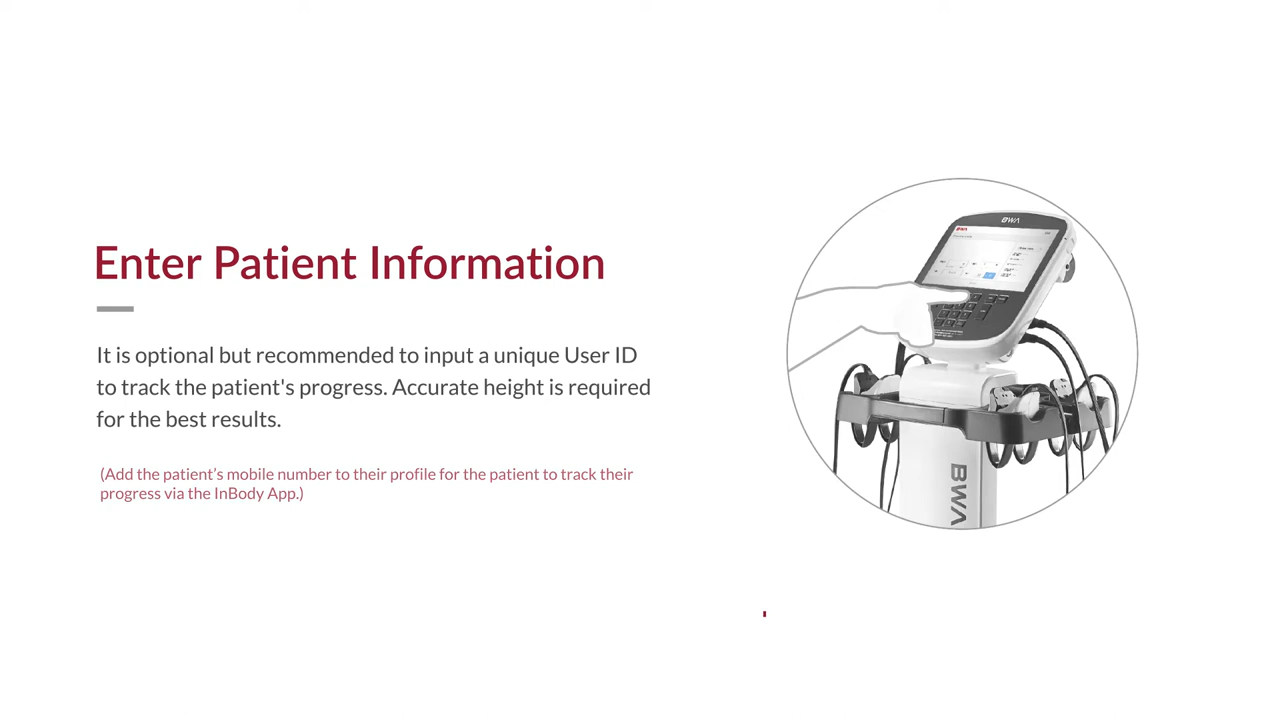 Enter Patient Information
It is optional but recommended to input a unique User ID
to track the patient's progress. Accurate height is required
for the best results.
(Add the patient’s mobile number to their profile for the patient to track their
progress via the InBody App.)
BWA
BWA
BWA